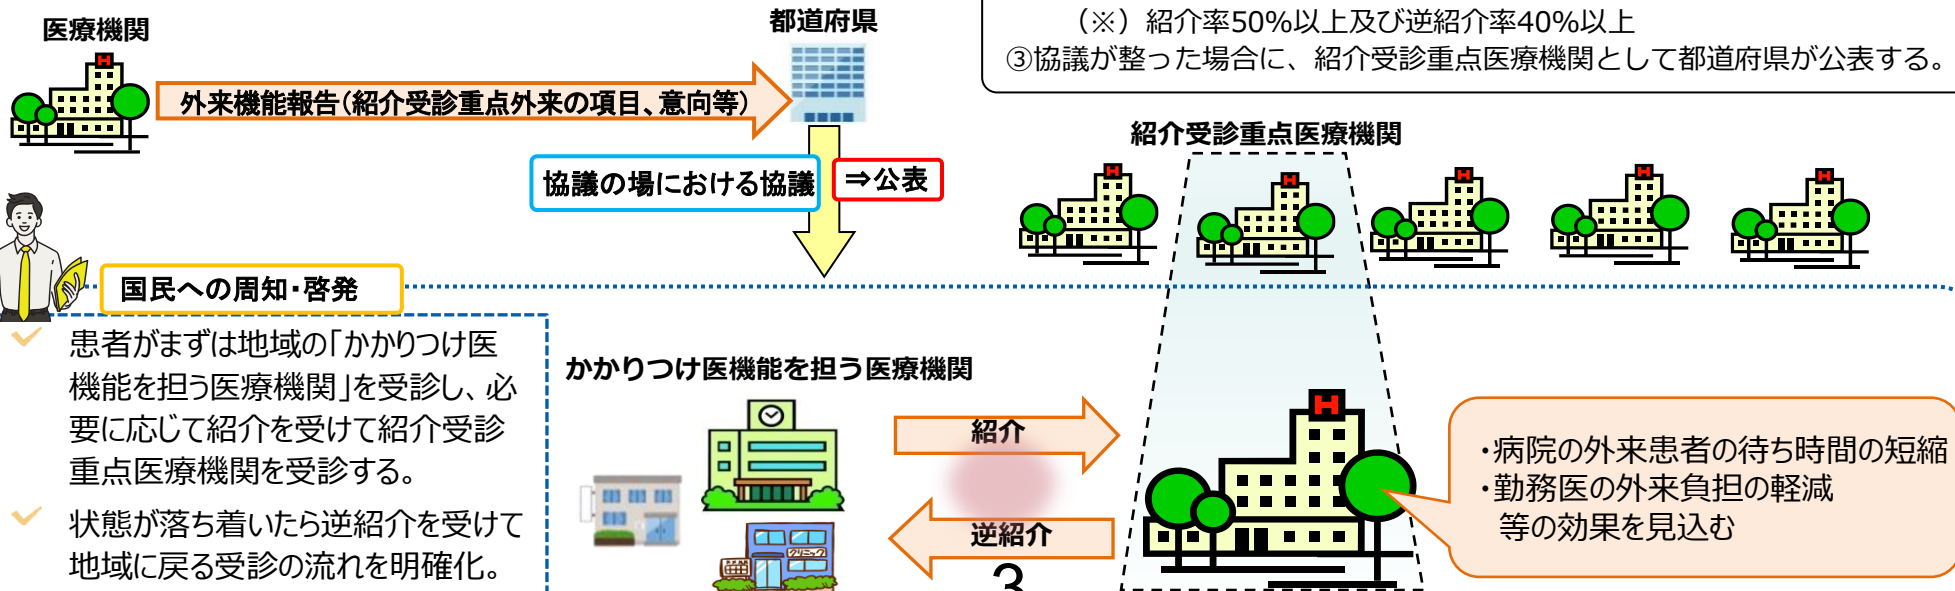 医療機関
都道府県
（※）紹介率50%以上及び逆紹介率40%以上
③協議が整った場合に、紹介受診重点医療機関として都道府県が公表する。
外来機能報告（紹介受診重点外来の項目、意向等）
協議の場における協議
⇒公表
紹介受診重点医療機関
国民への周知・啓発
患者がまずは地域の「かかりつけ医
機能を担う医療機関」を受診し、必
要に応じて紹介を受けて紹介受診
重点医療機関を受診する。
状態が落ち着いたら逆紹介を受けて
地域に戻る受診の流れを明確化。
かかりつけ医機能を担う医療機関
クリニック
紹介
逆紹介
3
・病院の外来患者の待ち時間の短縮
・勤務医の外来負担の軽減
等の効果を見込む
H
H
H
H
H
H
H